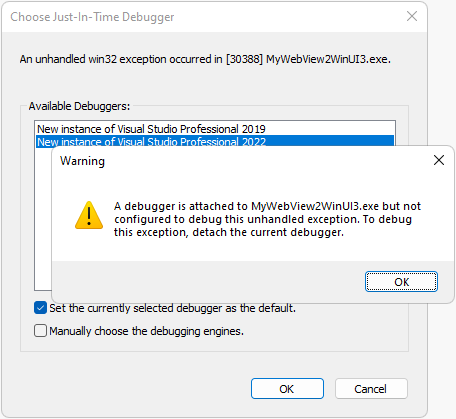 Choose Just-In-Time Debugger
An unhandled win32 exception occurred in [30388] MyWebView2WinUI3.exe.
Available Debuggers:
New instance of Visual Studio Professional 2019
New instance of Visual Studio Professional 2022
Warning
A debugger is attached to MyWebView2WinUI3.exe but not
configured to debug this unhandled exception. To debug
this exception, detach the current debugger.
OK
Set the currently selected debugger as the default.
Manually choose the debugging engines.
OK
Cancel